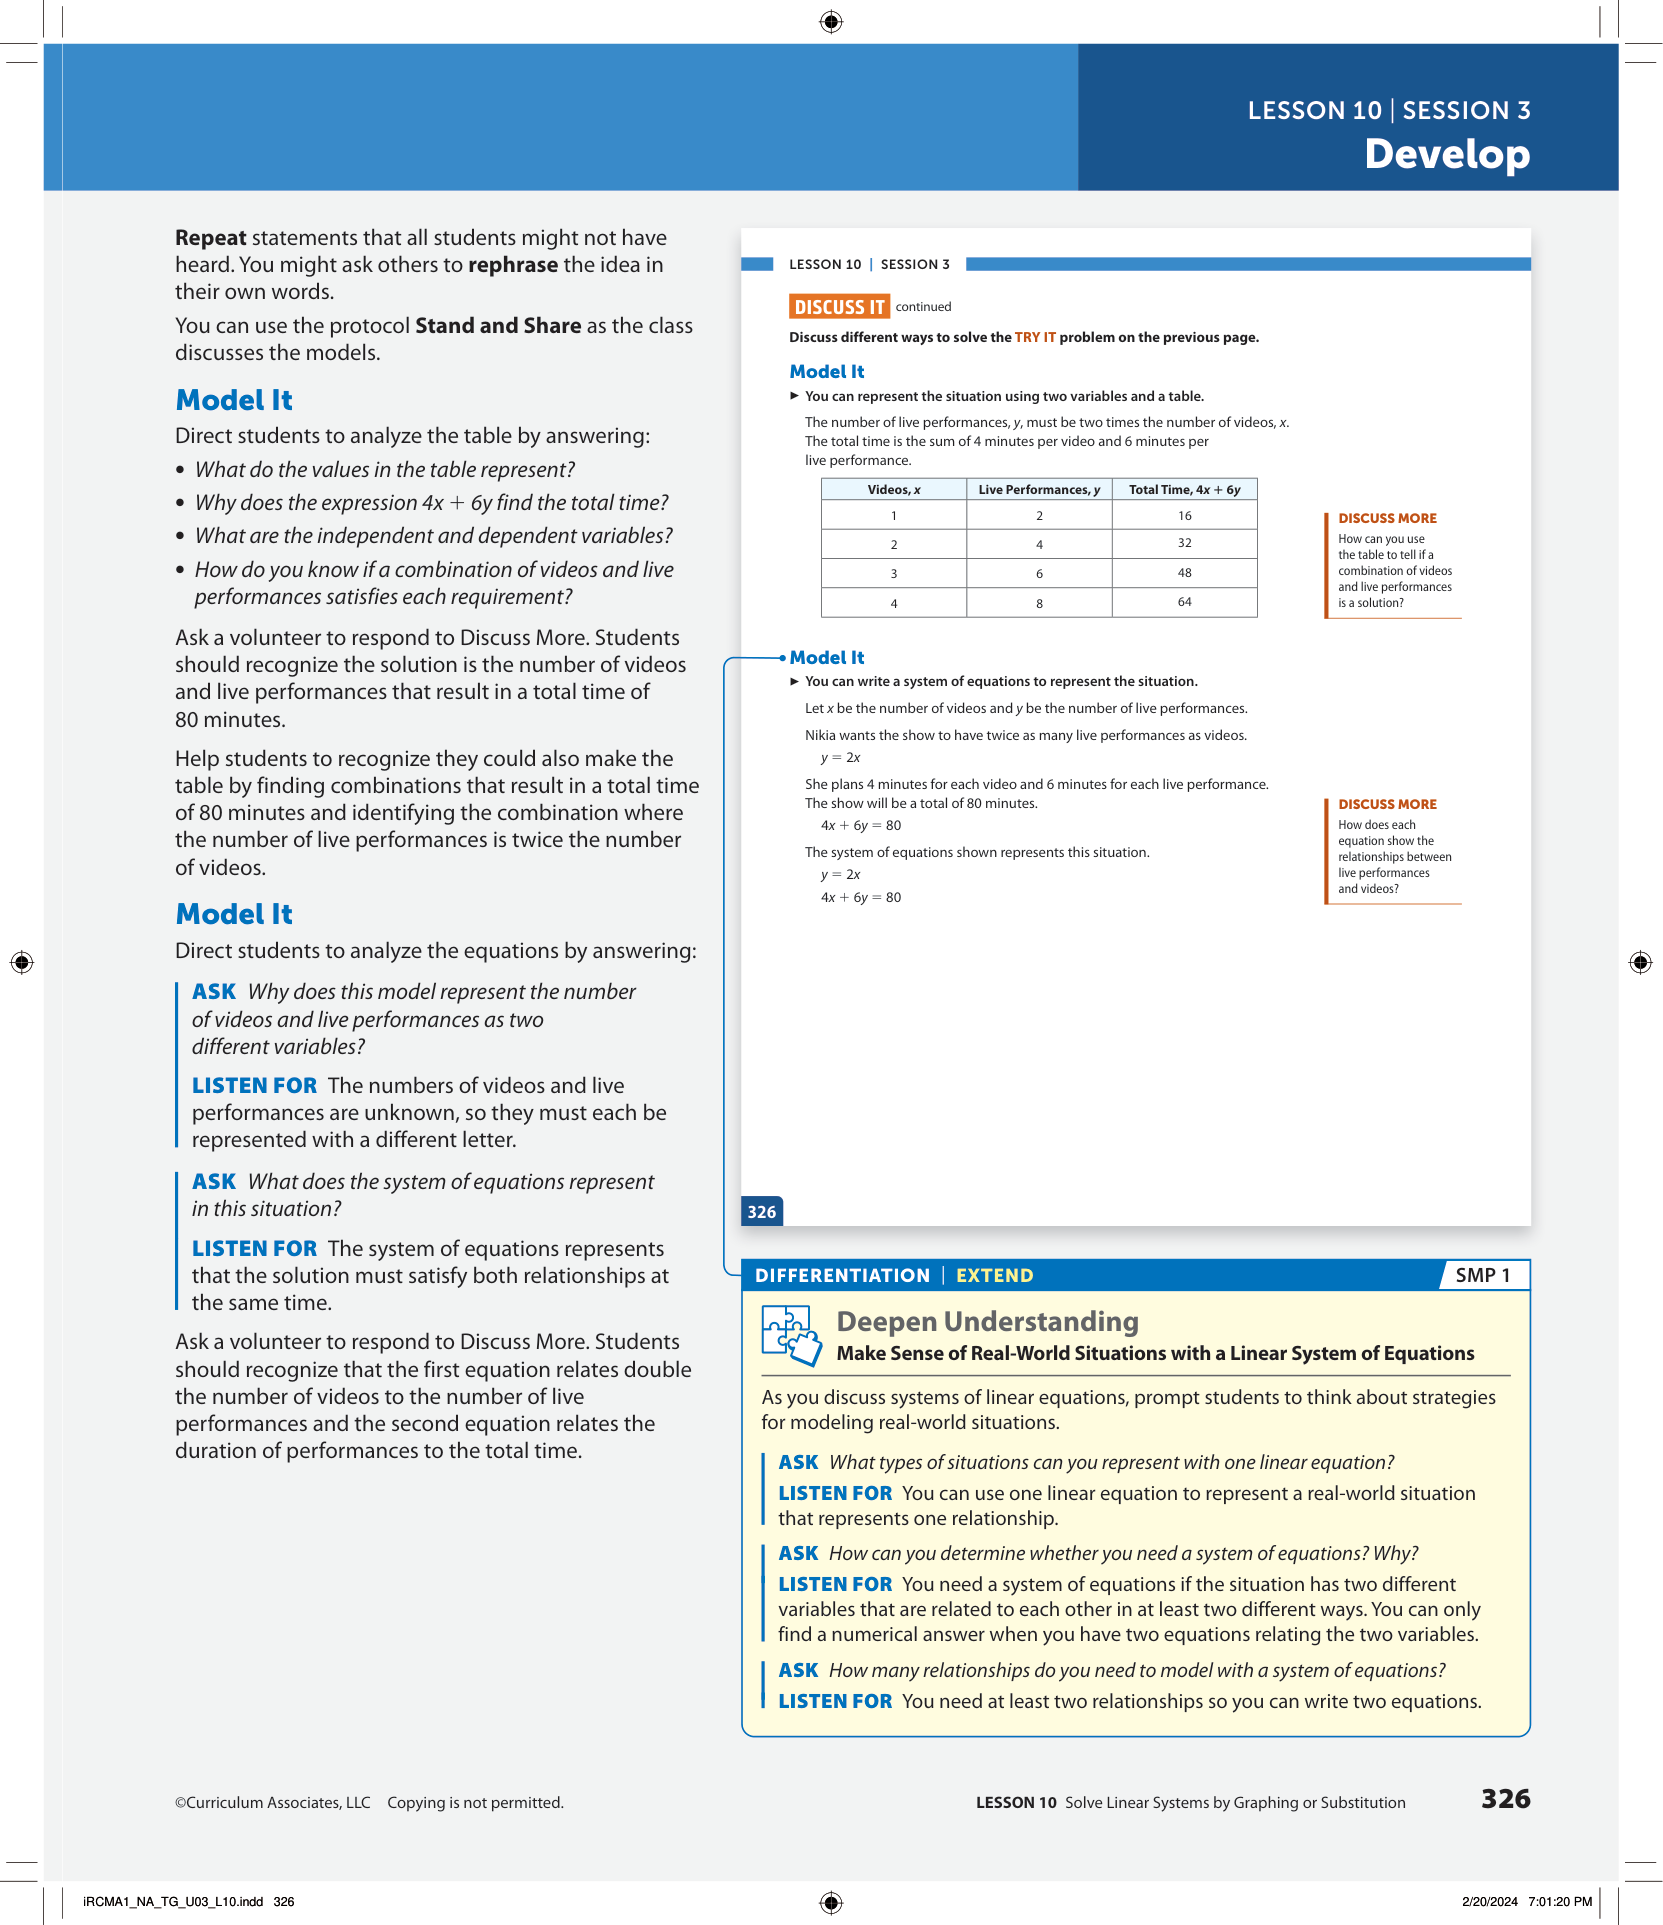 LESSON 10 | SESSION 3
Develop
Repeat statements that all students might not have
heard. You might ask others to rephrase the idea in
their own words.
You can use the protocol Stand and Share as the class
discusses the models.
Model It
Direct students to analyze the table by answering:
• What do the values in the table represent?
• Why does the expression 4x + 6y find the total time?
• What are the independent and dependent variables?
• How do you know if a combination of videos and live
performances satisfies each requirement?
Ask a volunteer to respond to Discuss More. Students
should recognize the solution is the number of videos
and live performances that result in a total time of
80 minutes.
Help students to recognize they could also make the
table by finding combinations that result in a total time
of 80 minutes and identifying the combination where
the number of live performances is twice the number
of videos.
Model It
Direct students to analyze the equations by answering:
ASK Why does this model represent the number
of videos and live performances as two
different variables?
LISTEN FOR The numbers of videos and live
performances are unknown, so they must each be
represented with a different letter.
ASK What does the system of equations represent
in this situation?
LISTEN FOR The system of equations represents
that the solution must satisfy both relationships at
the same time.
Ask a volunteer to respond to Discuss More. Students
should recognize that the first equation relates double
the number of videos to the number of live
performances and the second equation relates the
duration of performances to the total time.
LESSON 10 | SESSION 3
DISCUSS IT continued
Discuss different ways to solve the TRY IT problem on the previous page.
Model It
► You can represent the situation using two variables and a table.
The number of live performances, y, must be two times the number of videos, x.
The total time is the sum of 4 minutes per video and 6 minutes per
live performance.
Videos, x Live Performances, y Total Time, 4x + 6y
1 2 16
2 4 32
3 6 48
4 8 64
DISCUSS MORE
How can you use
the table to tell if a
combination of videos
and live performances
is a solution?
Model It
► You can write a system of equations to represent the situation.
Let x be the number of videos and y be the number of live performances.
Nikia wants the show to have twice as many live performances as videos.
y = 2x
She plans 4 minutes for each video and 6 minutes for each live performance.
The show will be a total of 80 minutes.
4x + 6y = 80
The system of equations shown represents this situation.
y = 2x
4x + 6y = 80
DISCUSS MORE
How does each
equation show the
relationships between
live performances
and videos?
326
DIFFERENTIATION | EXTEND
SMP 1
Deepen Understanding
Make Sense of Real-World Situations with a Linear System of Equations
As you discuss systems of linear equations, prompt students to think about strategies
for modeling real-world situations.
ASK What types of situations can you represent with one linear equation?
LISTEN FOR You can use one linear equation to represent a real-world situation
that represents one relationship.
ASK How can you determine whether you need a system of equations? Why?
LISTEN FOR You need a system of equations if the situation has two different
variables that are related to each other in at least two different ways. You can only
find a numerical answer when you have two equations relating the two variables.
ASK How many relationships do you need to model with a system of equations?
LISTEN FOR You need at least two relationships so you can write two equations.
©Curriculum Associates, LLC Copying is not permitted.
LESSON 10 Solve Linear Systems by Graphing or Substitution
326
iRCMA1_NA_TG_U03_L10.indd 326
2/20/2024 7:01:20 PM